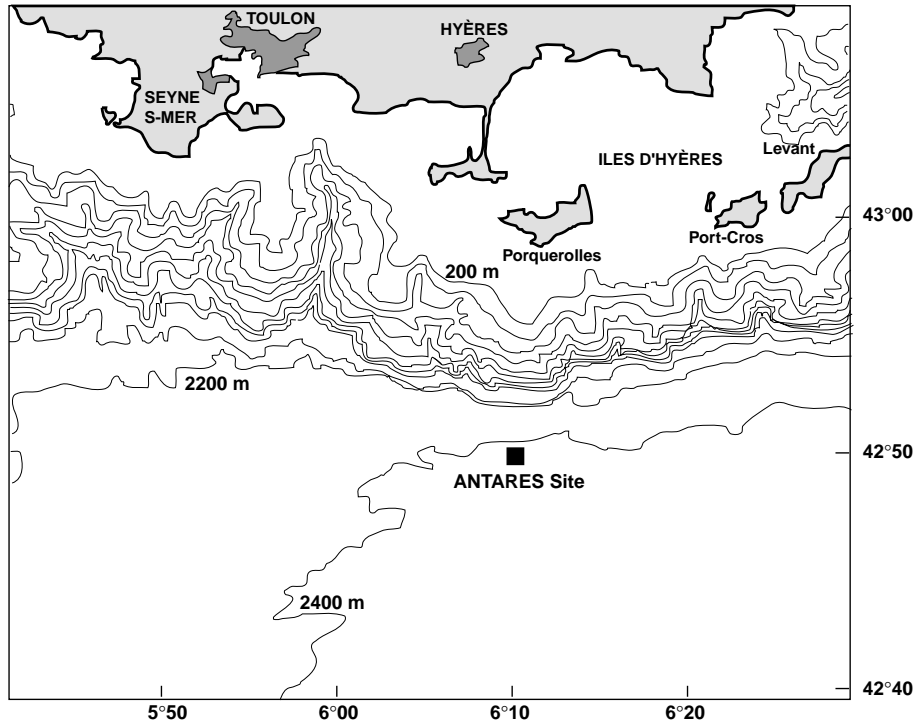 TOULON
HYÈRES
SEYNE
S-MER
Levant
ILES D'HYÈRES
43°00
Port-Cros
Porquerolles
200 m
2200 m
42°50
ANTARES Site
2400 m
42°40
5°50
6°00
6°10
6°20